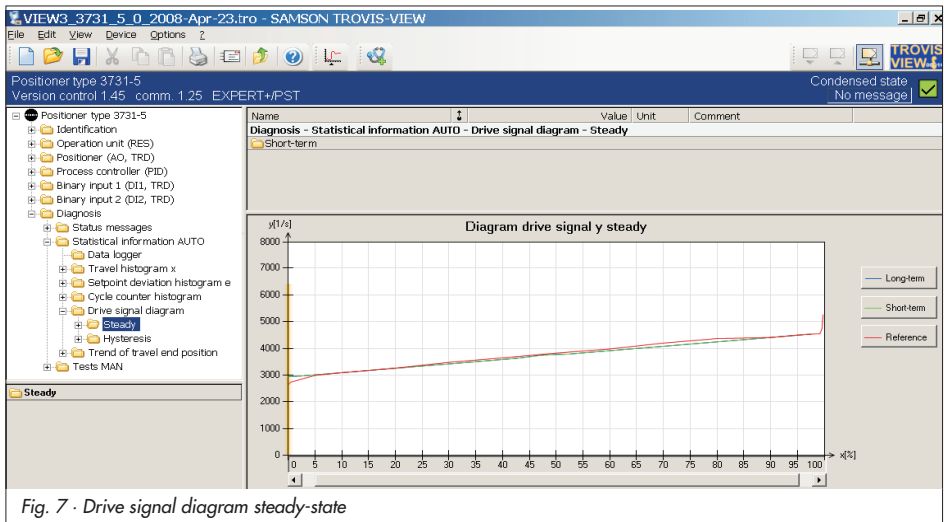 VIEW3_3731_5_0_2008-Apr-23.tro - SAMSON TROVIS-VIEW
File Edit View Device Options ?
TROVIS
VIEW
Positioner type 3731-5
Version control 1.45 comm. 1.25 EXPERT+/PST
Condensed state
No message
Positioner type 3731-5
Identification
Operation unit (RES)
Positioner (AO, TRD)
Process controller (PID)
Binary input 1 (DI1, TRD)
Binary input 2 (DI2, TRD)
Diagnosis
Status messages
Statistical information AUTO
Data logger
Travel histogram x
Setpoint deviation histogram e
Cycle counter histogram
Drive signal diagram
Steady
Hysteresis
Trend of travel end position
Tests MAN
Steady
Name Value Unit Comment
Diagnosis - Statistical information AUTO - Drive signal diagram - Steady
Short-term
y[1/s]
Diagram drive signal y steady
8000
7000
6000
5000
4000
3000
2000
1000
0
0 5 10 15 20 25 30 35 40 45 50 55 60 65 70 75 80 85 90 95 100
x[%]
Long-term
Short-term
Reference
Fig. 7 · Drive signal diagram steady-state